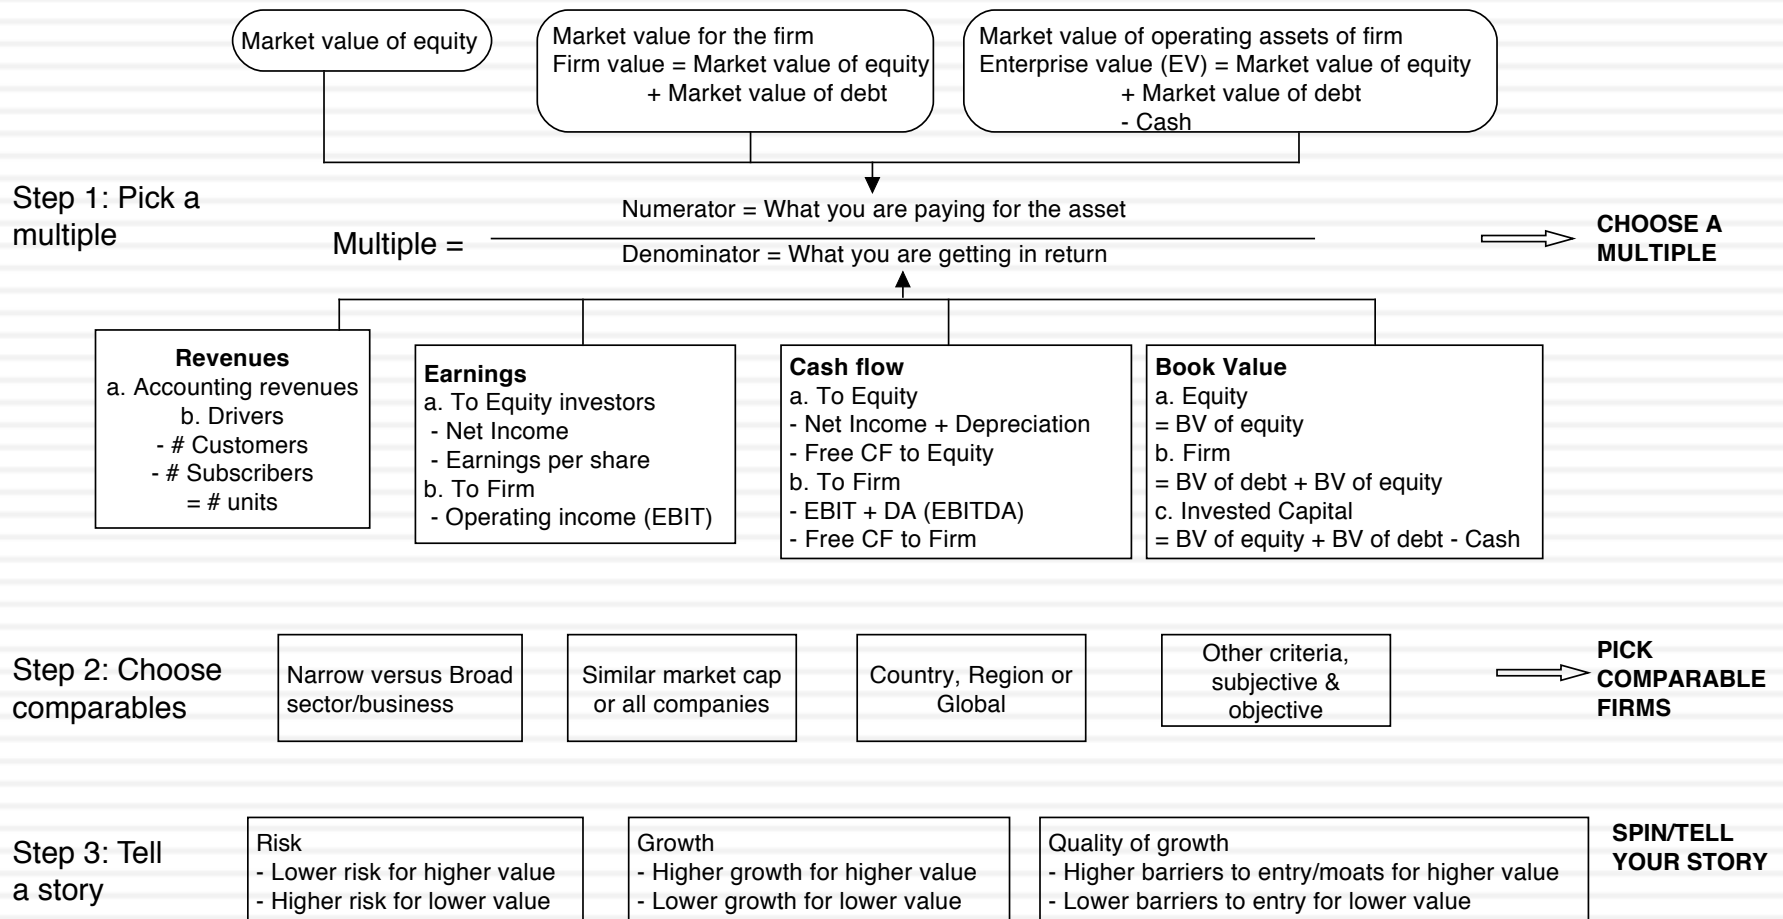 Market value of equity
Market value for the firm
Firm value = Market value of equity
+ Market value of debt
Market value of operating assets of firm
Enterprise value (EV) = Market value of equity
+ Market value of debt
- Cash
Step 1: Pick a
multiple
Multiple =
Numerator = What you are paying for the asset
Denominator = What you are getting in return
CHOOSE A
MULTIPLE
Revenues
a. Accounting revenues
b. Drivers
- # Customers
- # Subscribers
= # units
Earnings
a. To Equity investors
- Net Income
- Earnings per share
b. To Firm
- Operating income (EBIT)
Cash flow
a. To Equity
- Net Income + Depreciation
- Free CF to Equity
b. To Firm
- EBIT + DA (EBITDA)
- Free CF to Firm
Book Value
a. Equity
= BV of equity
b. Firm
= BV of debt + BV of equity
c. Invested Capital
= BV of equity + BV of debt - Cash
Step 2: Choose
comparables
Narrow versus Broad
sector/business
Similar market cap
or all companies
Country, Region or
Global
Other criteria,
subjective &
objective
PICK
COMPARABLE
FIRMS
Step 3: Tell
a story
Risk
- Lower risk for higher value
- Higher risk for lower value
Growth
- Higher growth for higher value
- Lower growth for lower value
Quality of growth
- Higher barriers to entry/moats for higher value
- Lower barriers to entry for lower value
SPIN/TELL
YOUR STORY